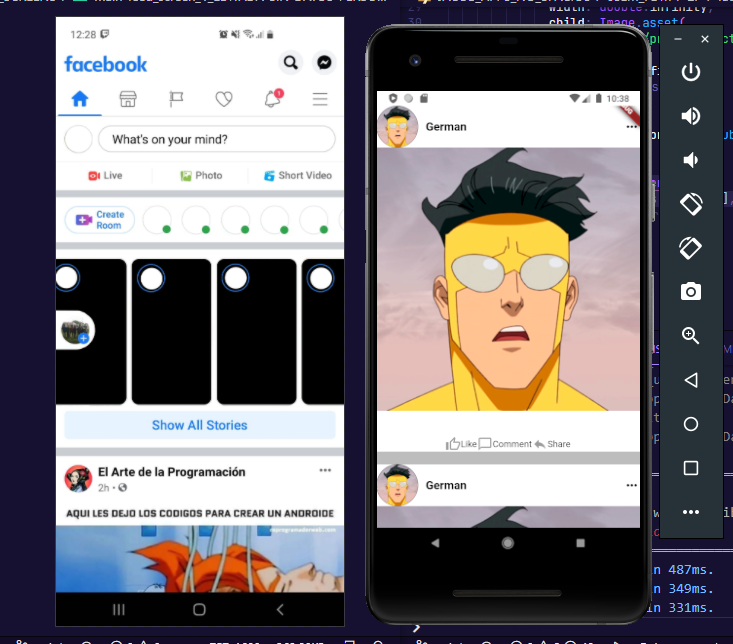 width: double.infinity,
child: Image.asset(
12:28
facebook
1
What's on your mind?
Live
Photo
Short Video
Create
Room
Show All Stories
El Arte de la Programación
2h
AQUI LES DEJO LOS CODIGOS PARA CREAR UN ANDROIDE
10:38
German
Like
Comment
Share
German
in 487ms.
in 349ms.
in 331ms.